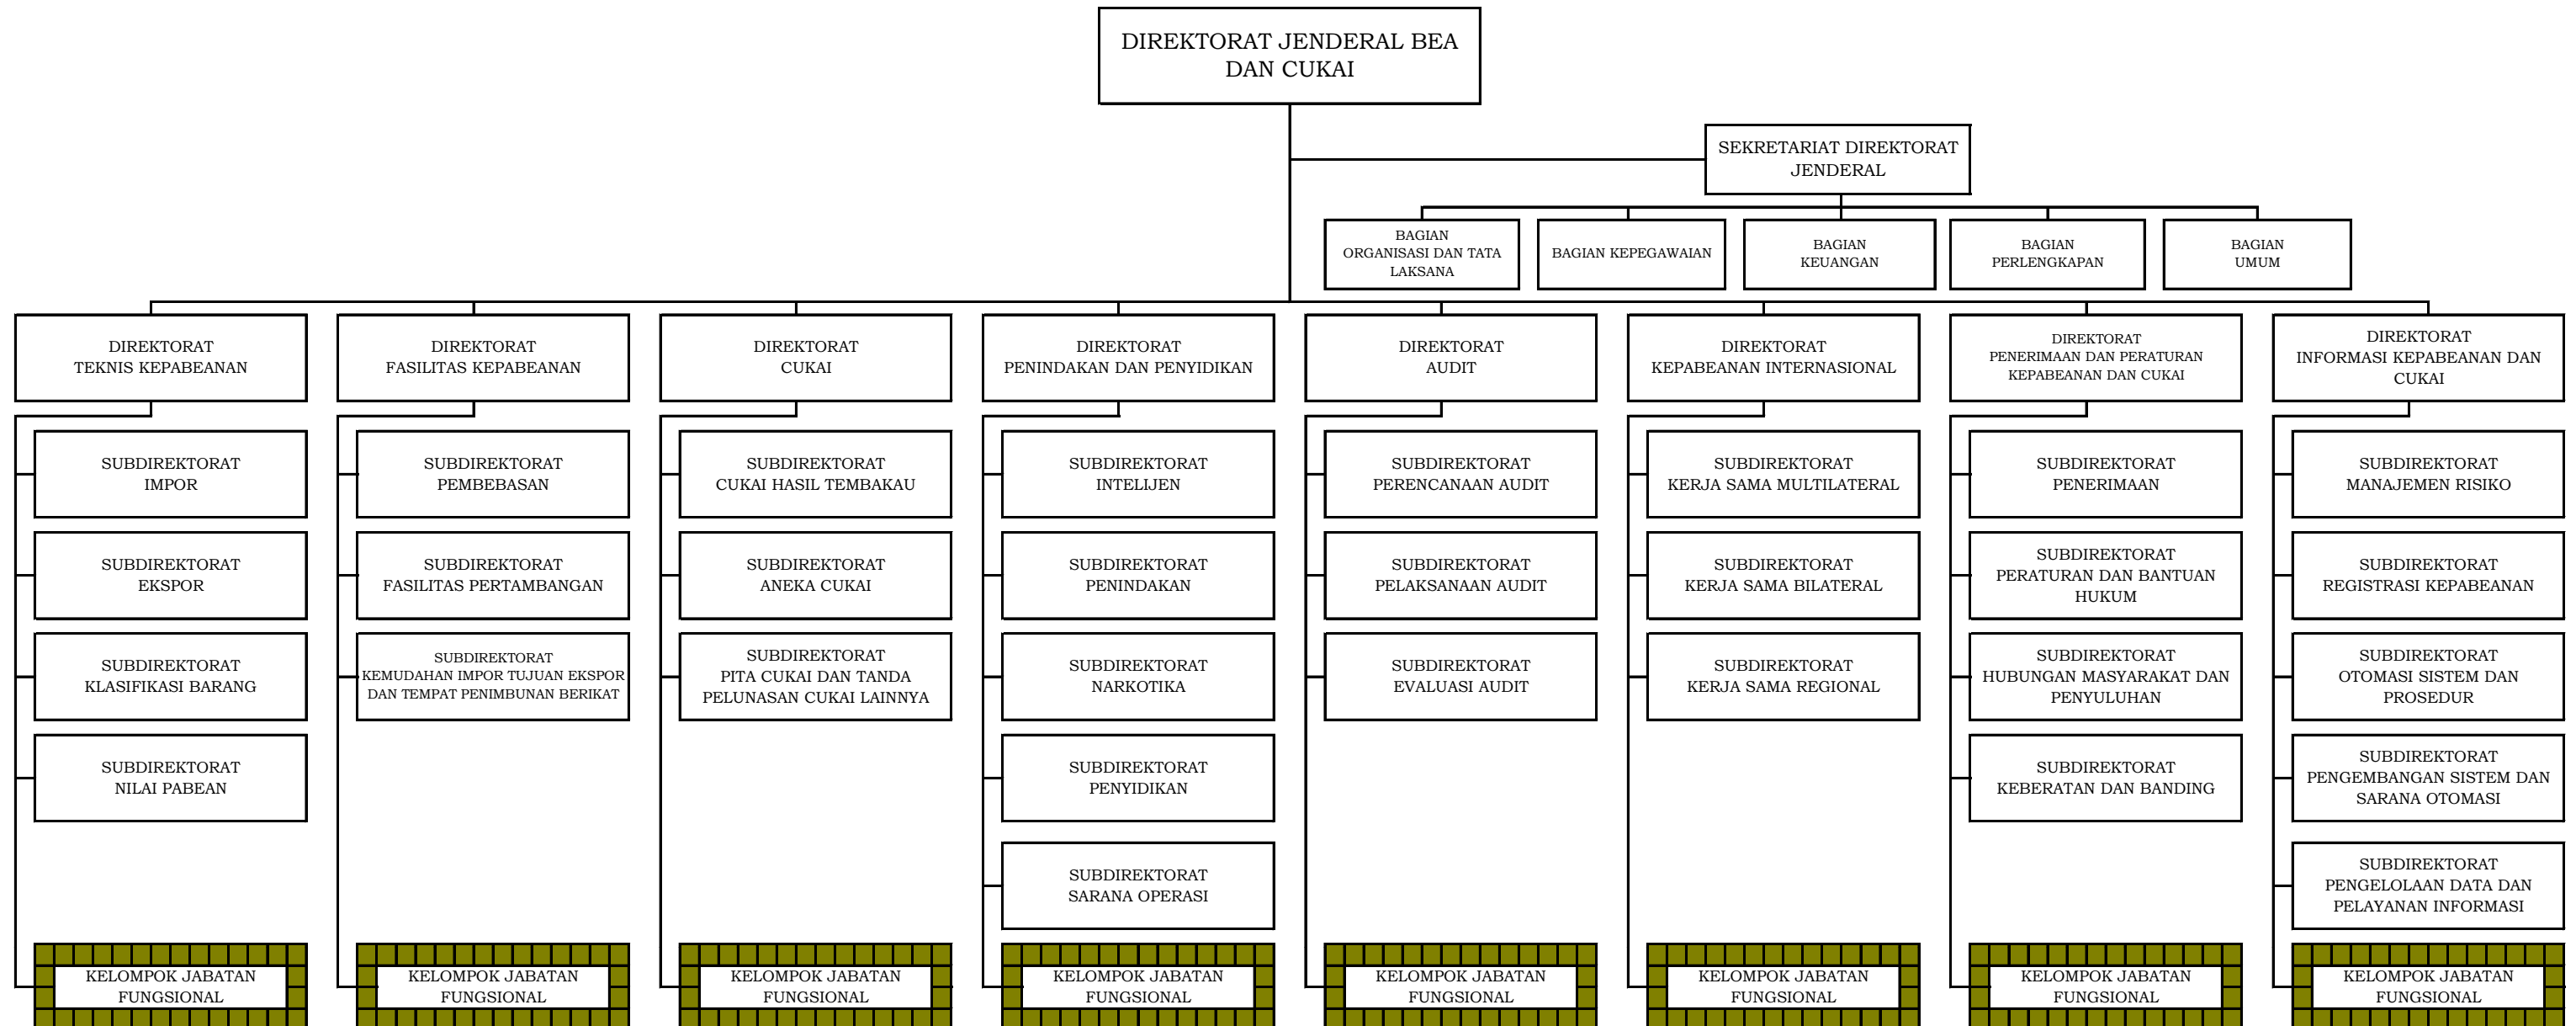 DIREKTORAT JENDERAL BEA
DAN CUKAI
SEKRETARIAT DIREKTORAT
JENDERAL
BAGIAN
ORGANISASI DAN TATA
LAKSANA
BAGIAN KEPEGAWAIAN
BAGIAN
KEUANGAN
BAGIAN
PERLENGKAPAN
BAGIAN
UMUM
DIREKTORAT
TEKNIS KEPABEANAN
DIREKTORAT
FASILITAS KEPABEANAN
DIREKTORAT
CUKAI
DIREKTORAT
PENINDAKAN DAN PENYIDIKAN
DIREKTORAT
AUDIT
DIREKTORAT
KEPABEANAN INTERNASIONAL
DIREKTORAT
PENERIMAAN DAN PERATURAN
KEPABEANAN DAN CUKAI
DIREKTORAT
INFORMASI KEPABEANAN DAN
CUKAI
SUBDIREKTORAT
IMPOR
SUBDIREKTORAT
PEMBEBASAN
SUBDIREKTORAT
CUKAI HASIL TEMBAKAU
SUBDIREKTORAT
INTELIJEN
SUBDIREKTORAT
PERENCANAAN AUDIT
SUBDIREKTORAT
KERJA SAMA MULTILATERAL
SUBDIREKTORAT
PENERIMAAN
SUBDIREKTORAT
MANAJEMEN RISIKO
SUBDIREKTORAT
EKSPOR
SUBDIREKTORAT
FASILITAS PERTAMBANGAN
SUBDIREKTORAT
ANEKA CUKAI
SUBDIREKTORAT
PENINDAKAN
SUBDIREKTORAT
PELAKSANAAN AUDIT
SUBDIREKTORAT
KERJA SAMA BILATERAL
SUBDIREKTORAT
PERATURAN DAN BANTUAN
HUKUM
SUBDIREKTORAT
REGISTRASI KEPABEANAN
SUBDIREKTORAT
KLASIFIKASI BARANG
SUBDIREKTORAT
KEMUDAHAN IMPOR TUJUAN EKSPOR
DAN TEMPAT PENIMBUNAN BERIKAT
SUBDIREKTORAT
PITA CUKAI DAN TANDA
PELUNASAN CUKAI LAINNYA
SUBDIREKTORAT
NARKOTIKA
SUBDIREKTORAT
EVALUASI AUDIT
SUBDIREKTORAT
KERJA SAMA REGIONAL
SUBDIREKTORAT
HUBUNGAN MASYARAKAT DAN
PENYULUHAN
SUBDIREKTORAT
OTOMASI SISTEM DAN
PROSEDUR
SUBDIREKTORAT
NILAI PABEAN
SUBDIREKTORAT
PENYIDIKAN
SUBDIREKTORAT
KEBERATAN DAN BANDING
SUBDIREKTORAT
PENGEMBANGAN SISTEM DAN
SARANA OTOMASI
SUBDIREKTORAT
SARANA OPERASI
SUBDIREKTORAT
PENGELOLAAN DATA DAN
PELAYANAN INFORMASI
KELOMPOK JABATAN
FUNGSIONAL
KELOMPOK JABATAN
FUNGSIONAL
KELOMPOK JABATAN
FUNGSIONAL
KELOMPOK JABATAN
FUNGSIONAL
KELOMPOK JABATAN
FUNGSIONAL
KELOMPOK JABATAN
FUNGSIONAL
KELOMPOK JABATAN
FUNGSIONAL
KELOMPOK JABATAN
FUNGSIONAL